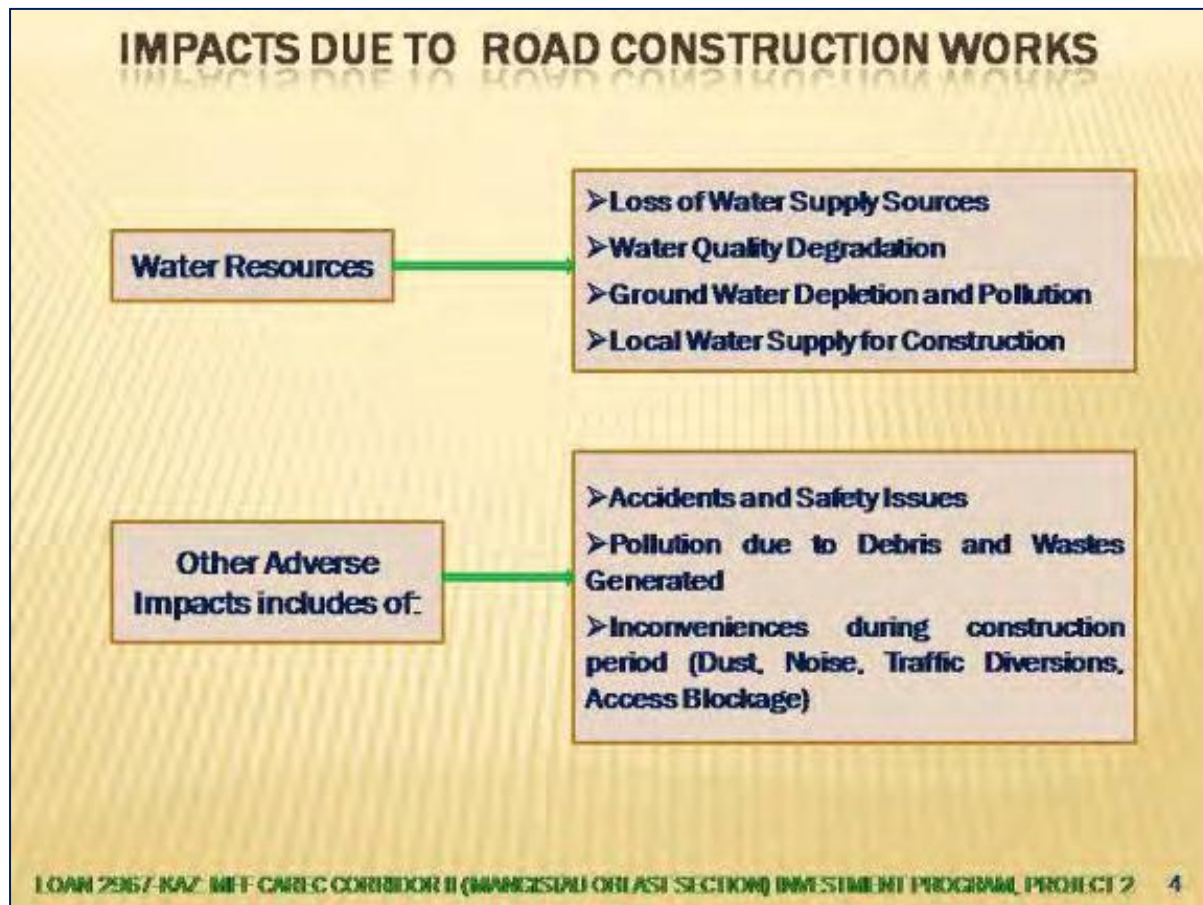 IMPACTS DUE TO ROAD CONSTRUCTION WORKS
Water Resources
➢Loss of Water Supply Sources
➢Water Quality Degradation
➢Ground Water Depletion and Pollution
➢Local Water Supply for Construction
Other Adverse
Impacts includes of:
➢Accidents and Safety Issues
➢Pollution due to Debris and Wastes
Generated
➢Inconveniences during construction
period (Dust, Noise, Traffic Diversions,
Access Blockage)
LOAN 2967-KAZ: MFF CAREC CORRIDOR II (MANGISTAU ORLAST SECTION) INVESTMENT PROGRAM, PROJECT 2 4